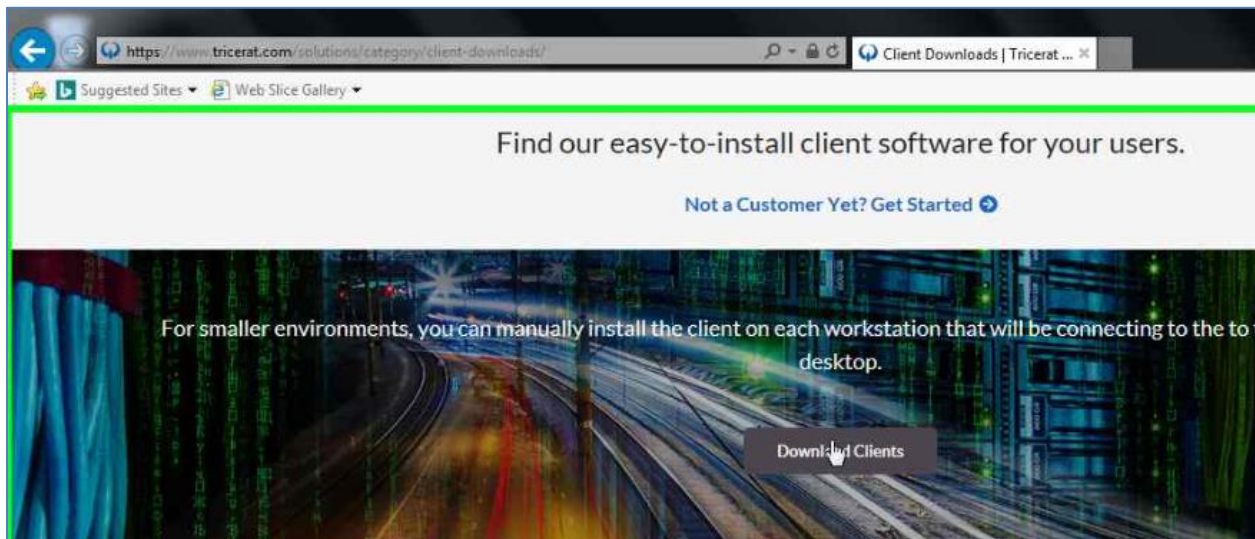 https://www.tricerat.com/solutions/category/client-downloads/
Client Downloads | Tricerat ...
Suggested Sites
Web Slice Gallery
Find our easy-to-install client software for your users.
Not a Customer Yet? Get Started
For smaller environments, you can manually install the client on each workstation that will be connecting to the to
desktop.
Download Clients